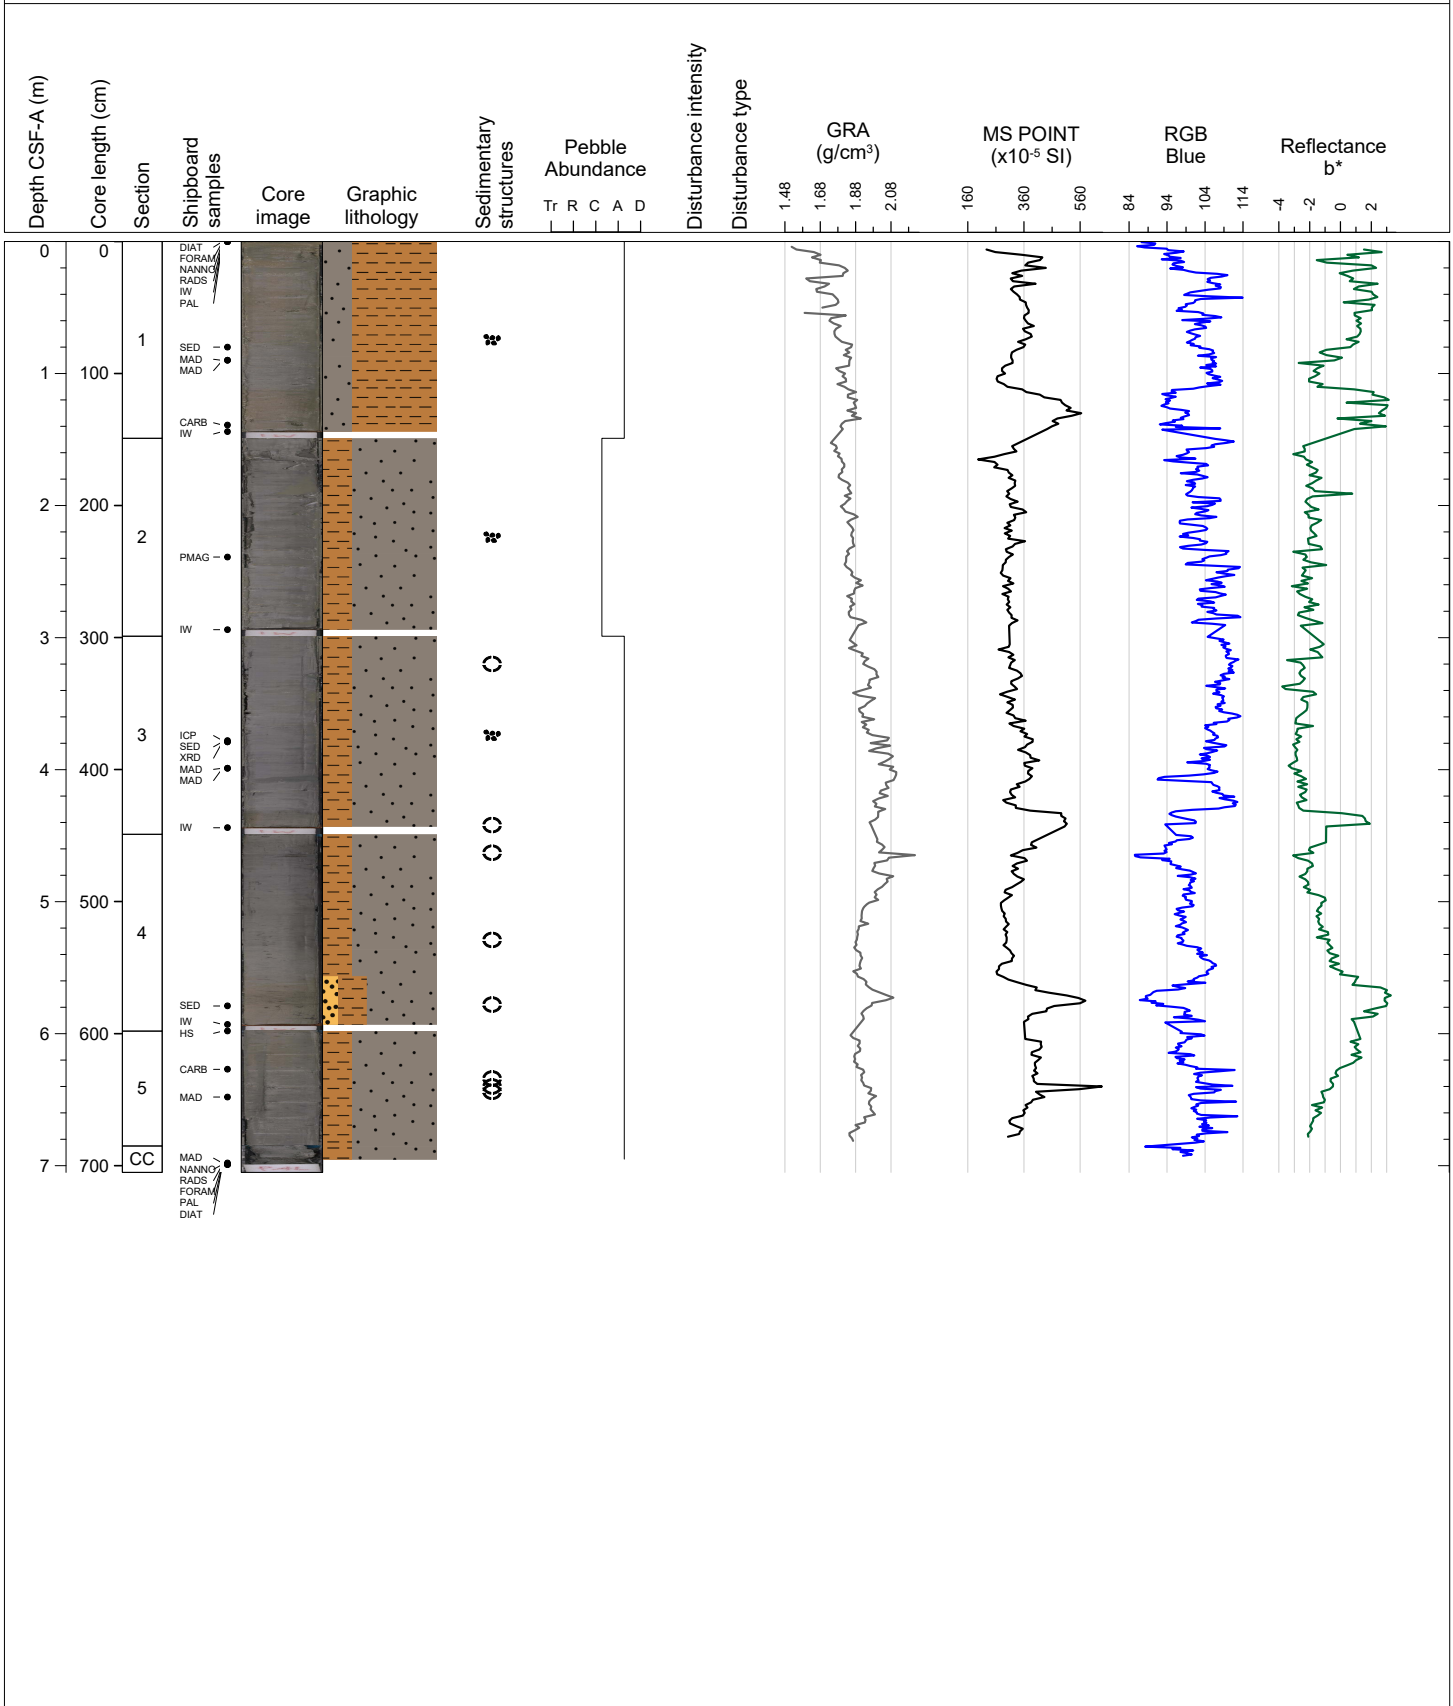 Depth CSF-A (m)
Core length (cm)
Section
Shipboard
samples
Core
image
Graphic
lithology
Sedimentary
structures
Pebble
Abundance
Tr R C A D
Disturbance intensity
Disturbance type
GRA
(g/cm³)
1.48 1.68 1.88 2.08
MS POINT
(x10⁻⁵ SI)
160 360 560
RGB
Blue
84 94 104 114
Reflectance
b*
-4 -2 0 2
0 0
DIAT
FORAM
NANNO
RADS
IW
PAL
1
SED
MAD
1 100
MAD
CARB
IW
2 200
2
PMAG
IW
3 300
ICP
3
SED
XRD
4 400
MAD
MAD
IW
5 500
4
SED
IW
6 600
HS
CARB
5
MAD
MAD
CC
7 700
NANNO
RADS
FORAM
PAL
DIAT